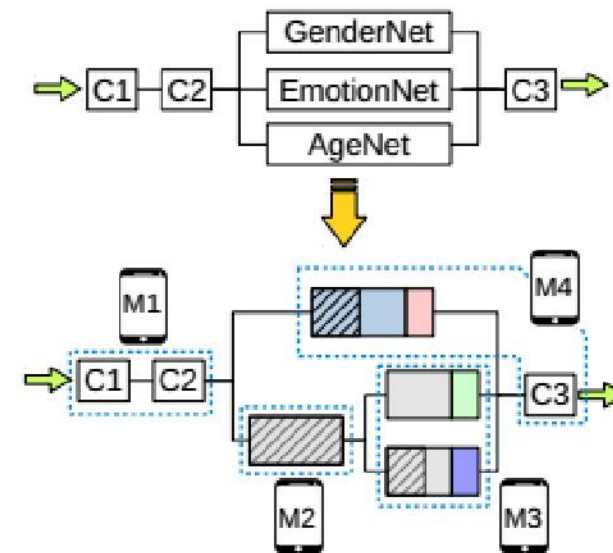 GenderNet
C1 C2 EmotionNet C3
AgeNet
M1 M4
C1 C2 C3
M2 M3